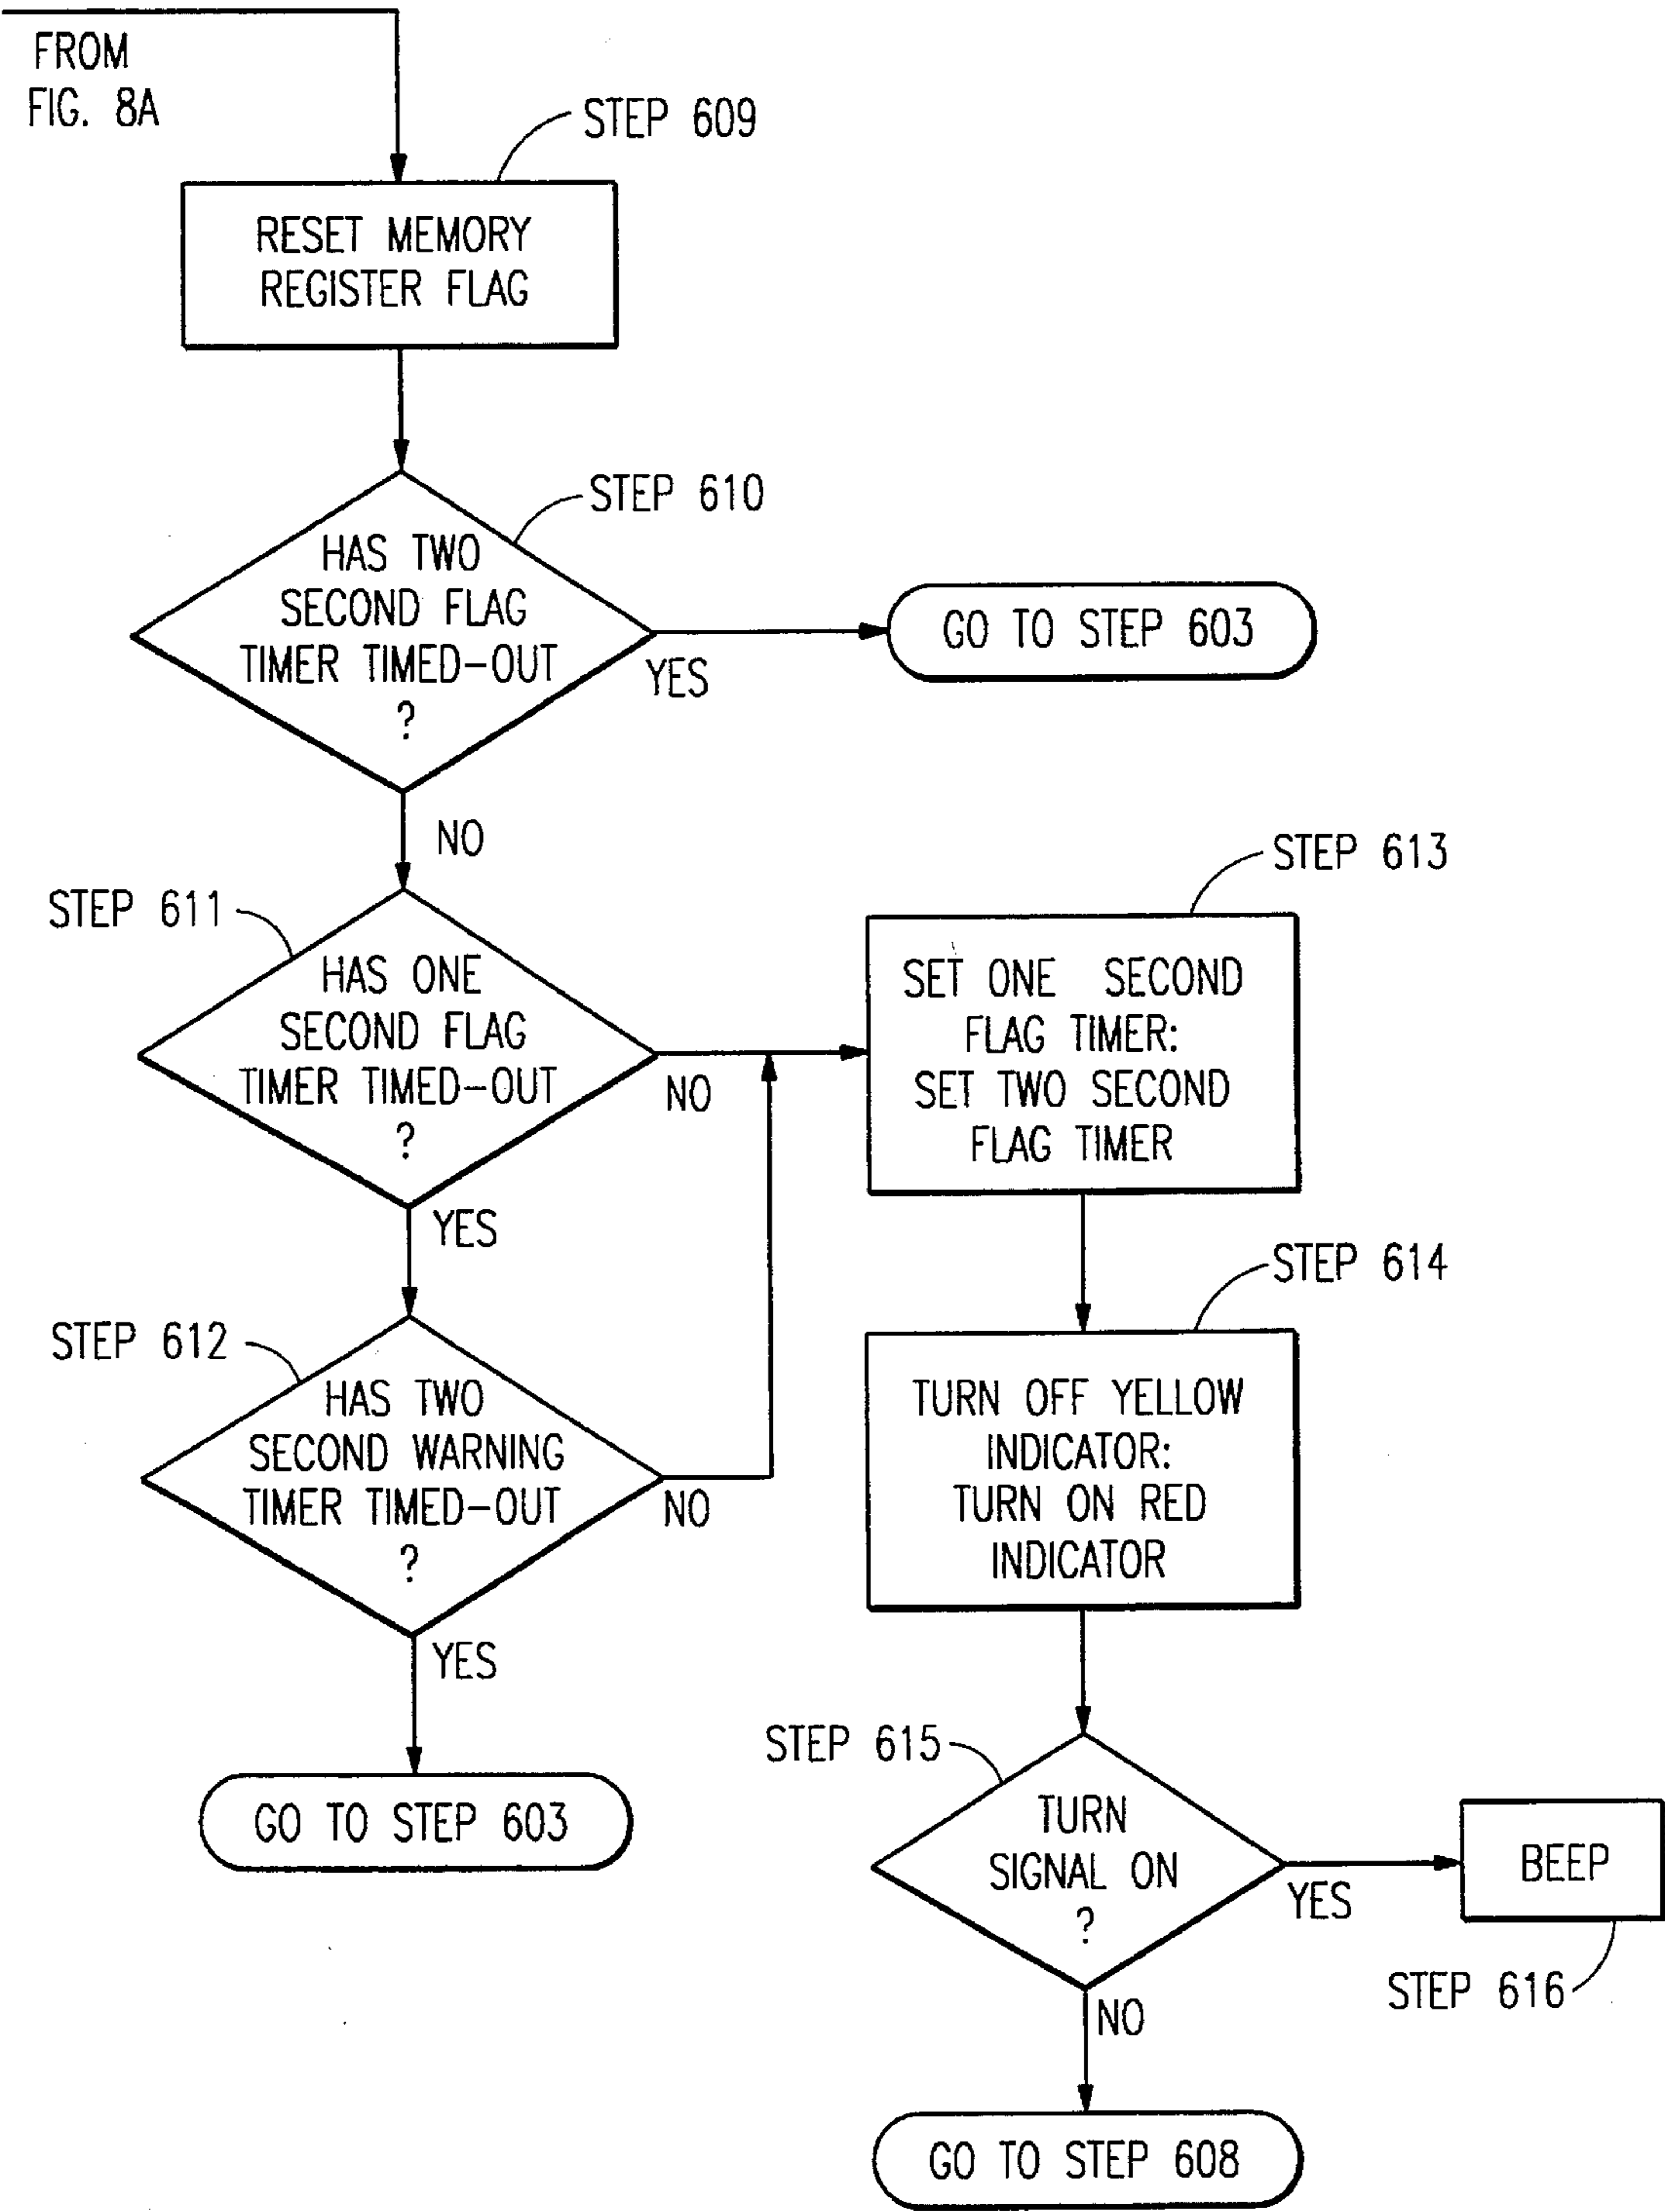 FROM
FIG. 8A
STEP 609
RESET MEMORY
REGISTER FLAG
STEP 610
HAS TWO
SECOND FLAG
TIMER TIMED-OUT
?
YES
GO TO STEP 603
NO
STEP 611
HAS ONE
SECOND FLAG
TIMER TIMED-OUT
?
NO
YES
STEP 612
HAS TWO
SECOND WARNING
TIMER TIMED-OUT
?
NO
YES
GO TO STEP 603
STEP 613
SET ONE SECOND
FLAG TIMER:
SET TWO SECOND
FLAG TIMER
STEP 614
TURN OFF YELLOW
INDICATOR:
TURN ON RED
INDICATOR
STEP 615
TURN
SIGNAL ON
?
YES
BEEP
STEP 616
NO
GO TO STEP 608